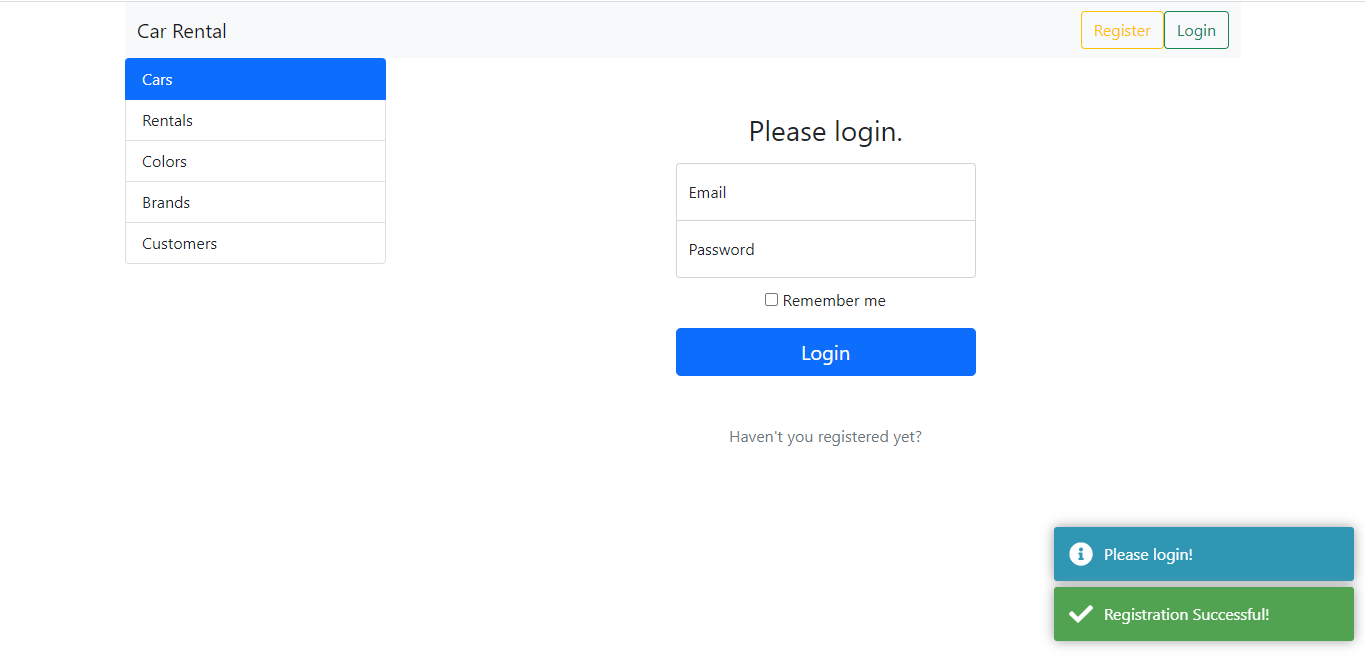 Car Rental
Register
Login
Cars
Rentals
Colors
Brands
Customers
Please login.
Email
Password
Remember me
Login
Haven't you registered yet?
Please login!
Registration Successful!